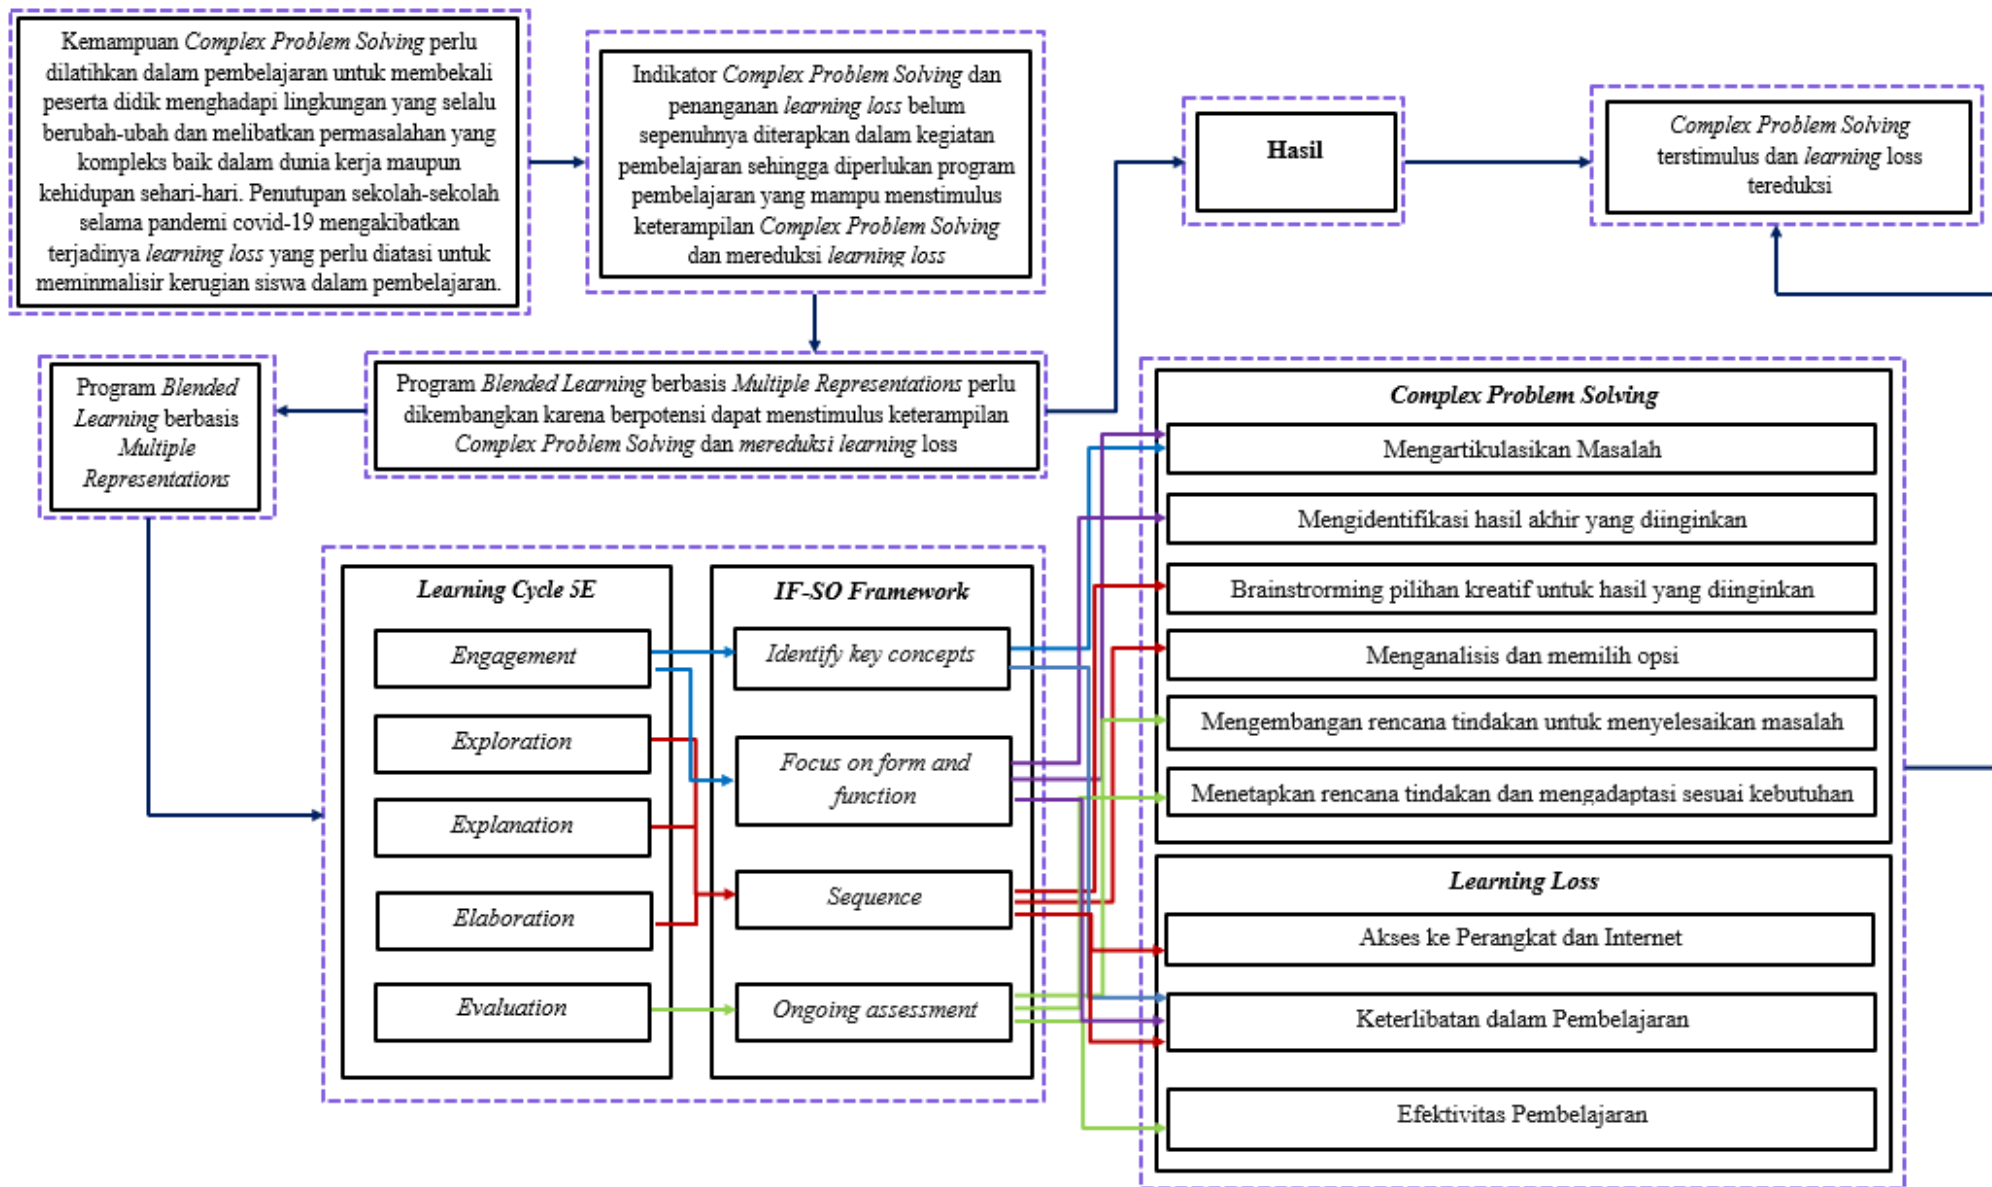 Kemampuan Complex Problem Solving perlu
dilatihkan dalam pembelajaran untuk membekali
peserta didik menghadapi lingkungan yang selalu
berubah-ubah dan melibatkan permasalahan yang
kompleks baik dalam dunia kerja maupun
kehidupan sehari-hari. Penutupan sekolah-sekolah
selama pandemi covid-19 mengakibatkan
terjadinya learning loss yang perlu diatasi untuk
meminmalisir kerugian siswa dalam pembelajaran.
Indikator Complex Problem Solving dan
penanganan learning loss belum
sepenuhnya diterapkan dalam kegiatan
pembelajaran sehingga diperlukan program
pembelajaran yang mampu menstimulus
keterampilan Complex Problem Solving
dan mereduksi learning loss
Hasil
Complex Problem Solving
terstimulus dan learning loss
tereduksi
Program Blended
Learning berbasis
Multiple
Representations
Program Blended Learning berbasis Multiple Representations perlu
dikembangkan karena berpotensi dapat menstimulus keterampilan
Complex Problem Solving dan mereduksi learning loss
Learning Cycle 5E
Engagement
Exploration
Explanation
Elaboration
Evaluation
IF-SO Framework
Identify key concepts
Focus on form and
function
Sequence
Ongoing assessment
Complex Problem Solving
Mengartikulasikan Masalah
Mengidentifikasi hasil akhir yang diinginkan
Brainstrorming pilihan kreatif untuk hasil yang diinginkan
Menganalisis dan memilih opsi
Mengembangan rencana tindakan untuk menyelesaikan masalah
Menetapkan rencana tindakan dan mengadaptasi sesuai kebutuhan
Learning Loss
Akses ke Perangkat dan Internet
Keterlibatan dalam Pembelajaran
Efektivitas Pembelajaran